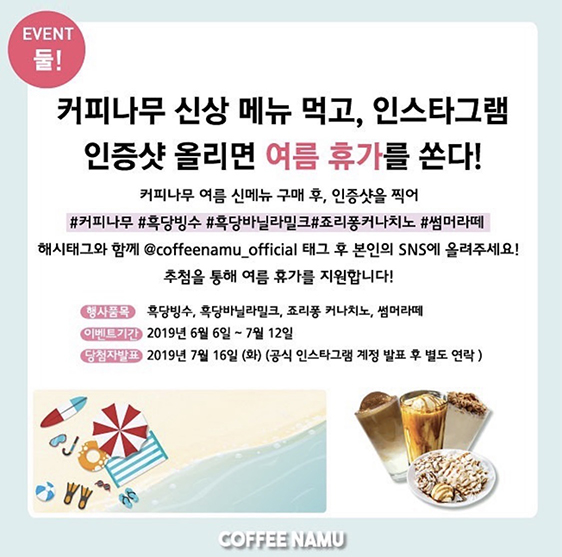 EVENT
둘!
커피나무 신상 메뉴 먹고, 인스타그램
인증샷 올리면 여름 휴가를 쏜다!
커피나무 여름 신메뉴 구매 후, 인증샷을 찍어
#커피나무 #흑당빙수 #흑당바닐라밀크#죠리퐁커나치노 #썸머라떼
해시태그와 함께 @coffeenamu_official 태그 후 본인의 SNS에 올려주세요!
추첨을 통해 여름 휴가를 지원합니다!
행사품목 흑당빙수, 흑당바닐라밀크, 죠리퐁 커나치노, 썸머라떼
이벤트기간 2019년 6월 6일 ~ 7월 12일
당첨자발표 2019년 7월 16일 (화) (공식 인스타그램 계정 발표 후 별도 연락 )
COFFEE NAMU